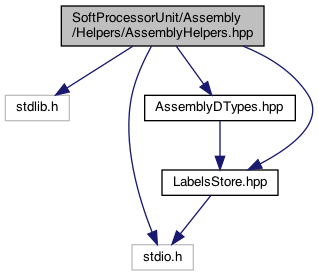 SoftProcessorUnit/Assembly
/Helpers/AssemblyHelpers.hpp
stdlib.h
AssemblyDTypes.hpp
LabelsStore.hpp
stdio.h